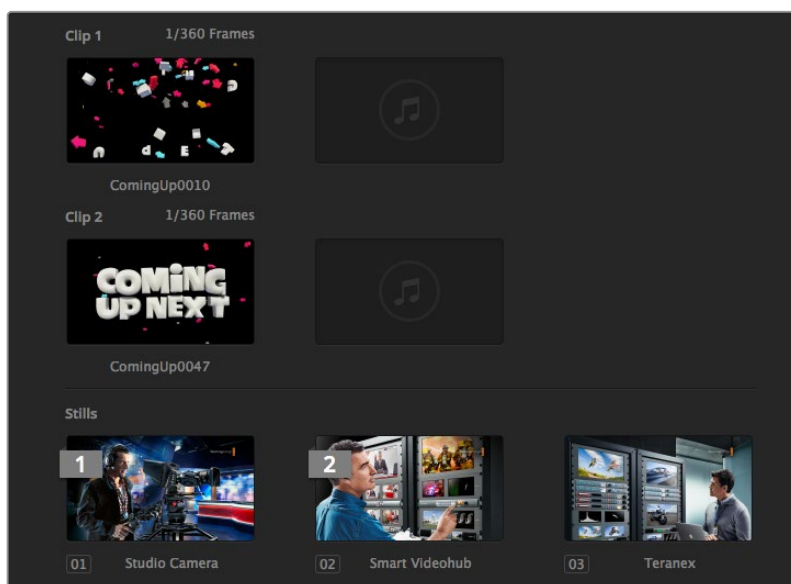 Clip 1 1/360 Frames
ComingUp0010
Clip 2 1/360 Frames
COMiNG
UP NEXT
ComingUp0047
Stills
1
2
01 Studio Camera
02 Smart Videohub
03 Teranex